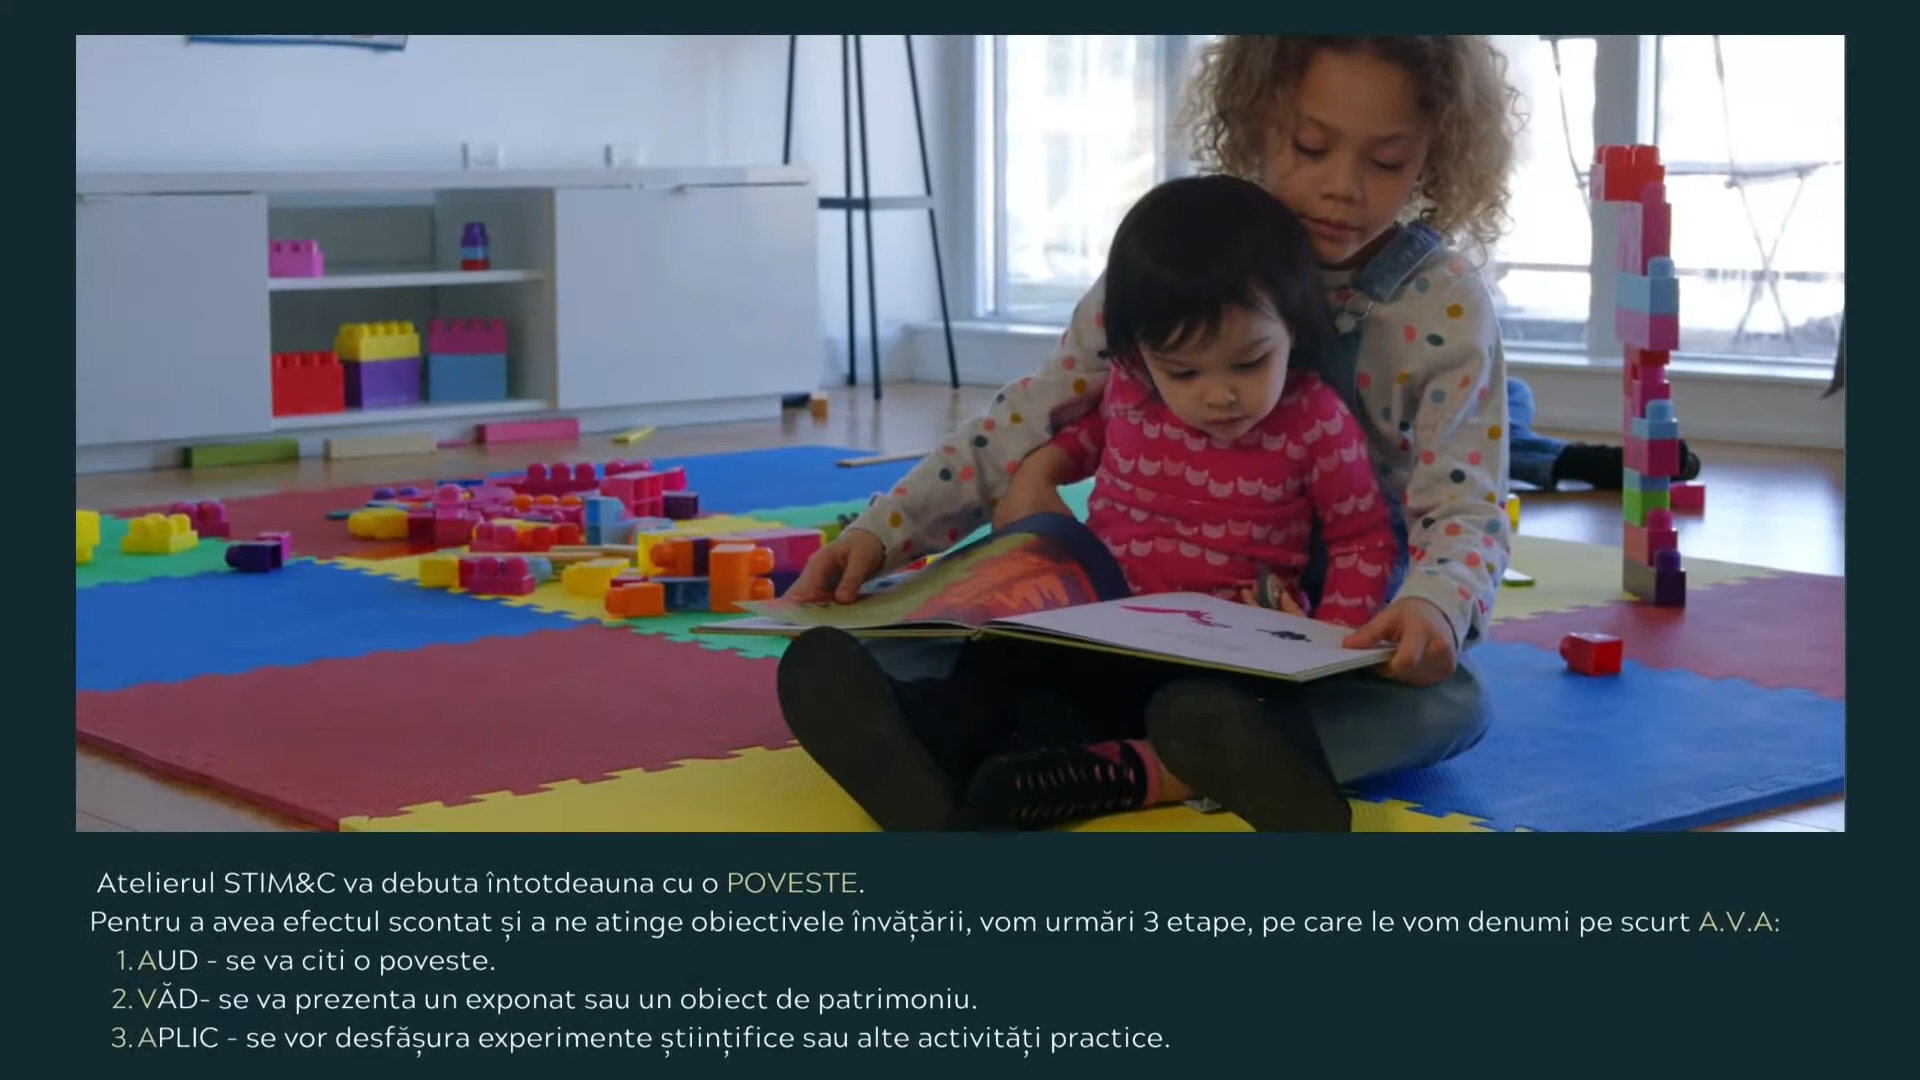 Atelierul STIM&C va debuta întotdeauna cu o POVESTE.
Pentru a avea efectul scontat și a ne atinge obiectivele învățării, vom urmări 3 etape, pe care le vom denumi pe scurt A.V.A:
1. AUD - se va citi o poveste.
2. VĂD- se va prezenta un exponat sau un obiect de patrimoniu.
3. APLIC - se vor desfășura experimente științifice sau alte activități practice.